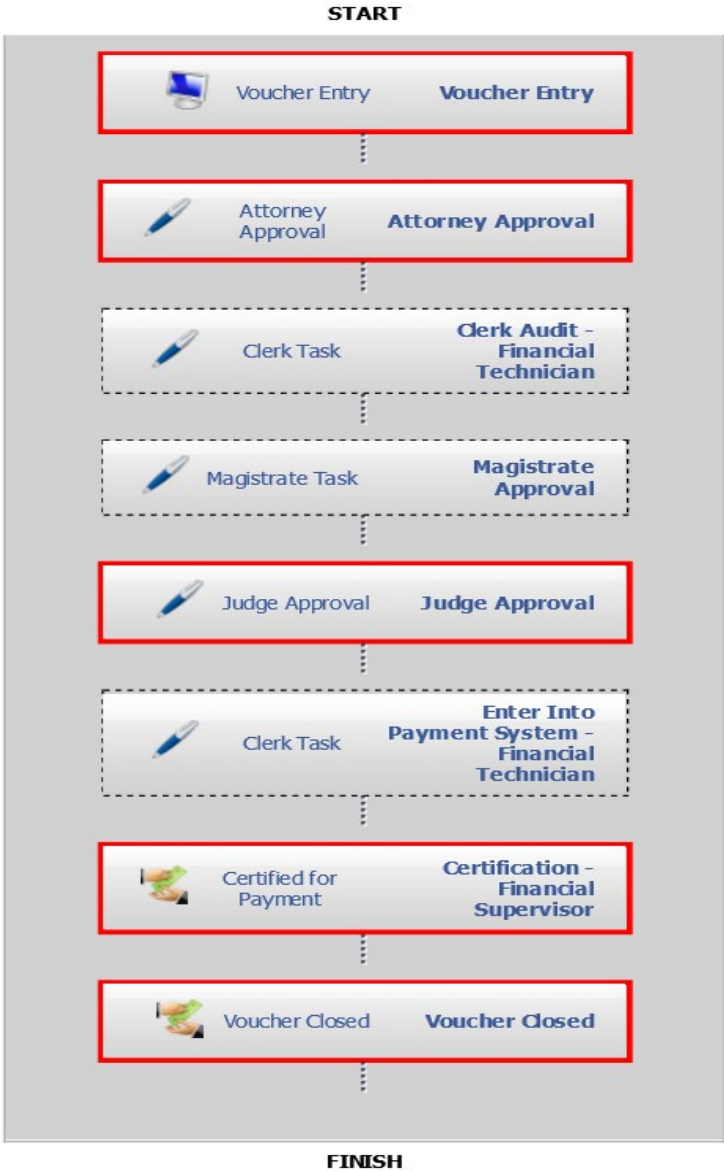 START
Voucher Entry
Voucher Entry
Attorney
Approval
Attorney Approval
Clerk Task
Clerk Audit -
Financial
Technician
Magistrate Task
Magistrate
Approval
Judge Approval
Judge Approval
Clerk Task
Enter Into
Payment System -
Financial
Technician
Certified for
Payment
Certification -
Financial
Supervisor
Voucher Closed
Voucher Closed
FINISH